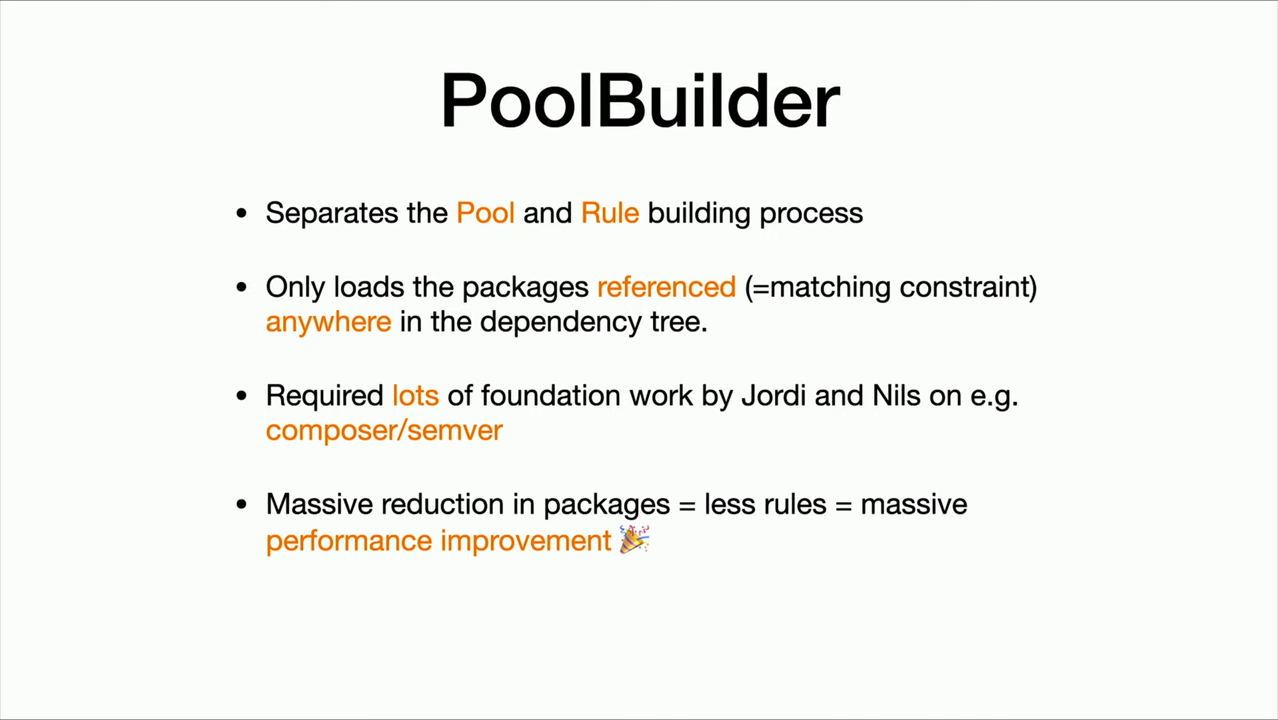 PoolBuilder
• Separates the Pool and Rule building process
• Only loads the packages referenced (=matching constraint)
anywhere in the dependency tree.
• Required lots of foundation work by Jordi and Nils on e.g.
composer/semver
• Massive reduction in packages = less rules = massive
performance improvement 🎉